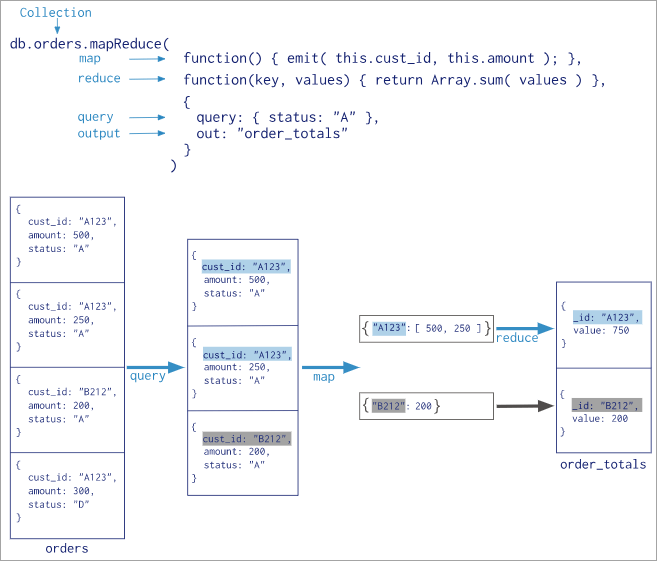 Collection
db.orders.mapReduce(
map function() { emit( this.cust_id, this.amount ); },
reduce function(key, values) { return Array.sum( values ) },
{
query query: { status: "A" },
output out: "order_totals"
}
)
{
cust_id: "A123",
amount: 500,
status: "A"
}
{
cust_id: "A123",
amount: 250,
status: "A"
}
{
cust_id: "B212",
amount: 200,
status: "A"
}
{
cust_id: "A123",
amount: 300,
status: "D"
}
orders
query
{
cust_id: "A123",
amount: 500,
status: "A"
}
{
cust_id: "A123",
amount: 250,
status: "A"
}
{
cust_id: "B212",
amount: 200,
status: "A"
}
map
{"A123": [ 500, 250 ]}
{"B212": 200}
reduce
{
_id: "A123",
value: 750
}
{
_id: "B212",
value: 200
}
order_totals